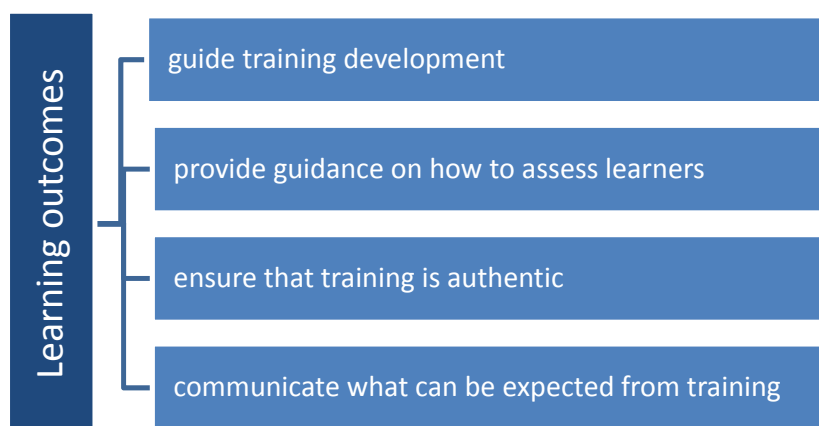 Learning outcomes
guide training development
provide guidance on how to assess learners
ensure that training is authentic
communicate what can be expected from training